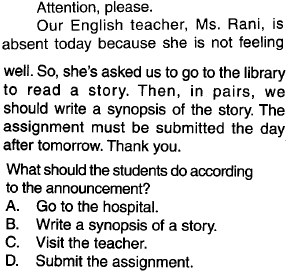 Attention, please.
Our English teacher, Ms. Rani, is
absent today because she is not feeling
well. So, she's asked us to go to the library
to read a story. Then, in pairs, we
should write a synopsis of the story. The
assignment must be submitted the day
after tomorrow. Thank you.
What should the students do according
to the announcement?
A. Go to the hospital.
B. Write a synopsis of a story.
C. Visit the teacher.
D. Submit the assignment.